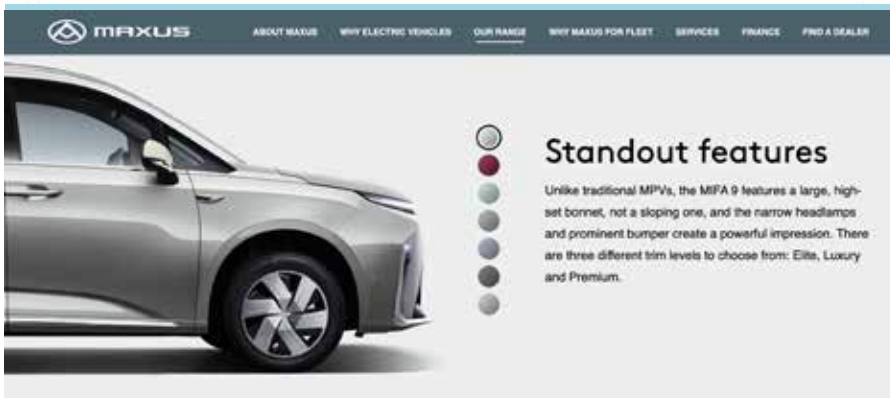 MAXUS
ABOUT MAXUS WHY ELECTRIC VEHICLES OUR RANGE WHY MAXUS FOR FLEET SERVICES FINANCE FIND A DEALER
Standout features
Unlike traditional MPVs, the MIFA 9 features a large, high-
set bonnet, not a sloping one, and the narrow headlamps
and prominent bumper create a powerful impression. There
are three different trim levels to choose from: Elite, Luxury
and Premium.